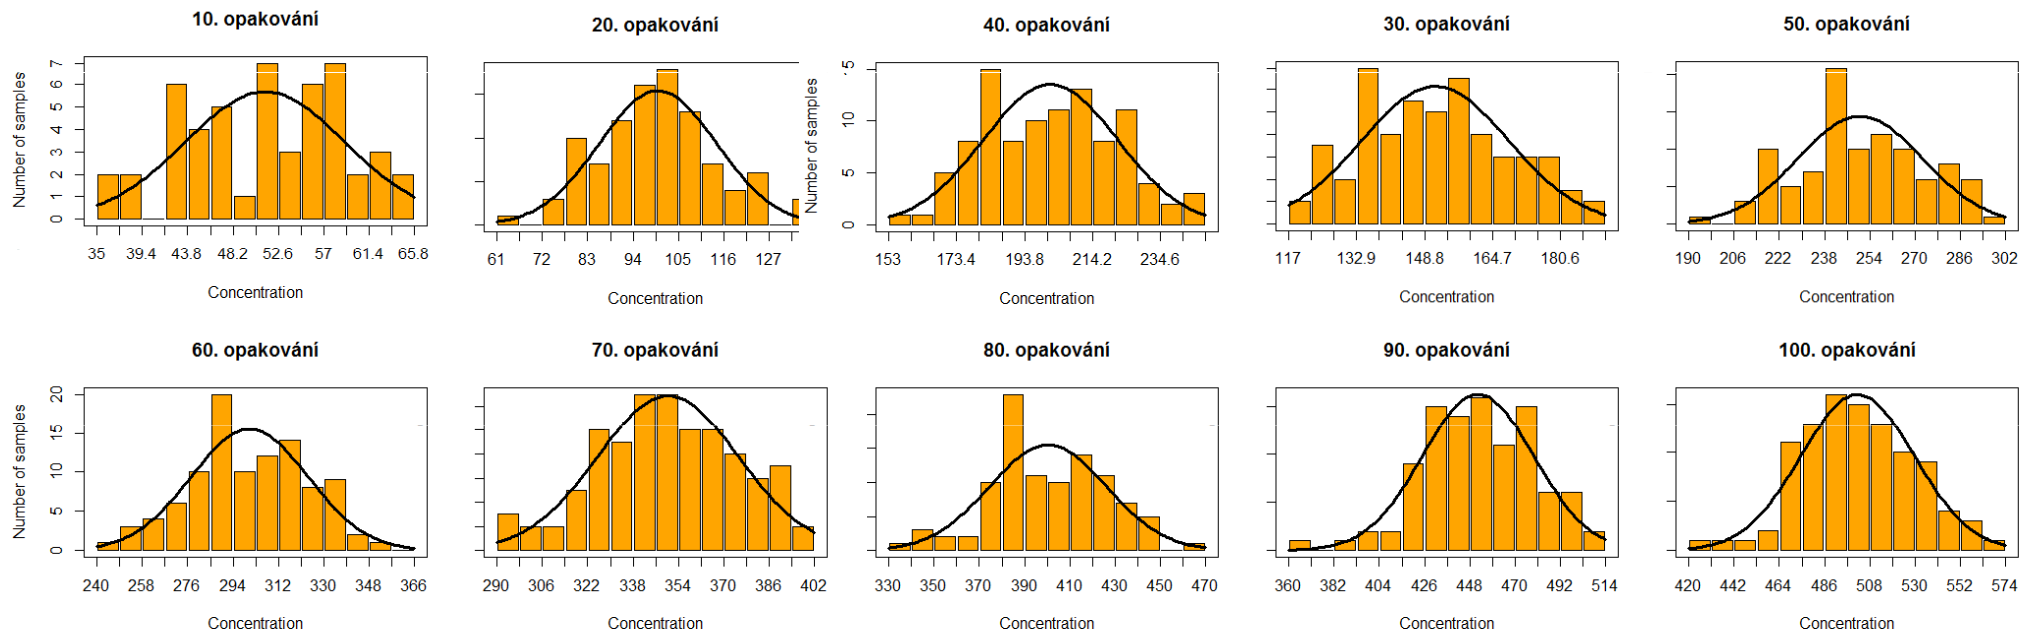 10. opakování
20. opakování
40. opakování
30. opakování
50. opakování
Number of samples
0 1 2 3 4 5 6 7
35 39.4 43.8 48.2 52.6 57 61.4 65.8
Concentration
61 72 83 94 105 116 127
Concentration
Number of samples
0 5 10
153 173.4 193.8 214.2 234.6
Concentration
117 132.9 148.8 164.7 180.6
Concentration
190 206 222 238 254 270 286 302
Concentration
60. opakování
70. opakování
80. opakování
90. opakování
100. opakování
Number of samples
0 5 10 15 20
240 258 276 294 312 330 348 366
Concentration
290 306 322 338 354 370 386 402
Concentration
330 350 370 390 410 430 450 470
Concentration
360 382 404 426 448 470 492 514
Concentration
420 442 464 486 508 530 552 574
Concentration